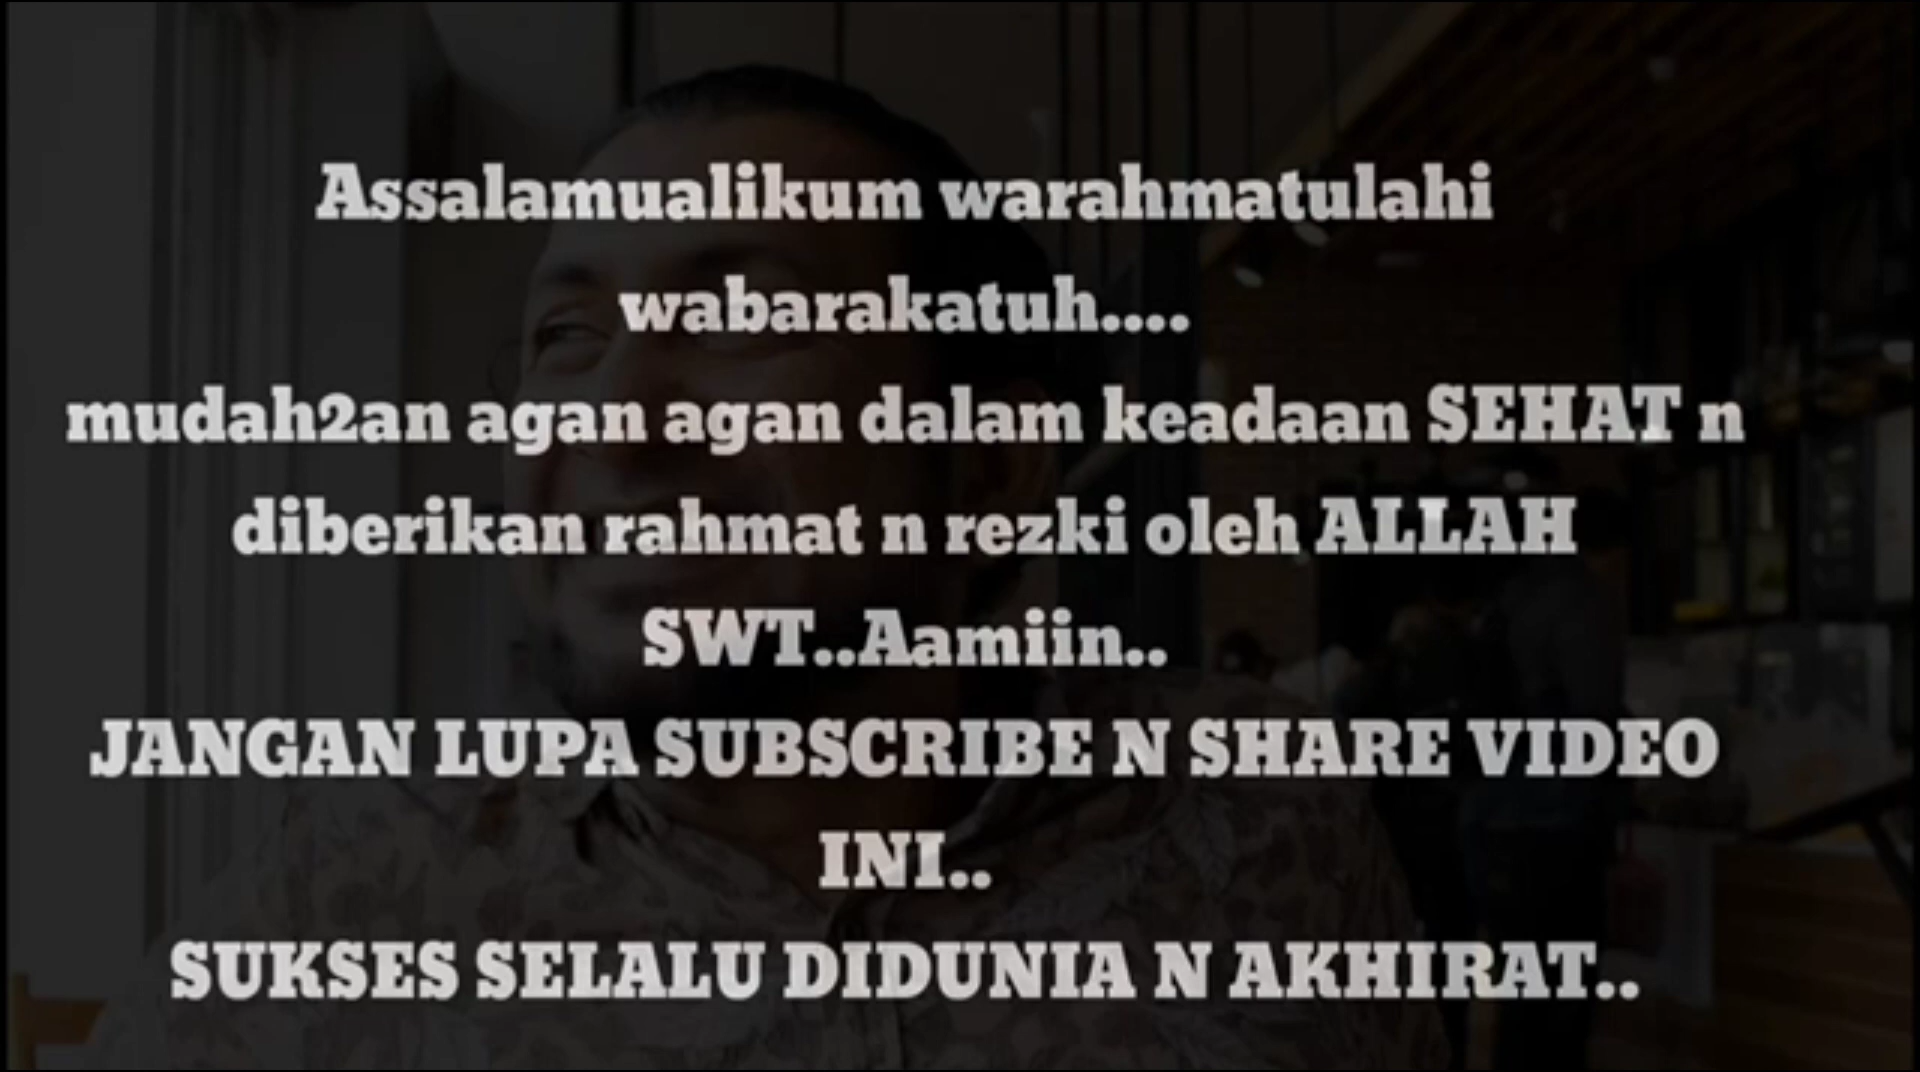 Assalamualikum warahmatulahi
wabarakatuh....
mudah2an agan agan dalam keadaan SEHAT n
diberikan rahmat n rezki oleh ALLAH
SWT..Aamiin..
JANGAN LUPA SUBSCRIBE N SHARE VIDEO
INI..
SUKSES SELALU DIDUNIA N AKHIRAT..